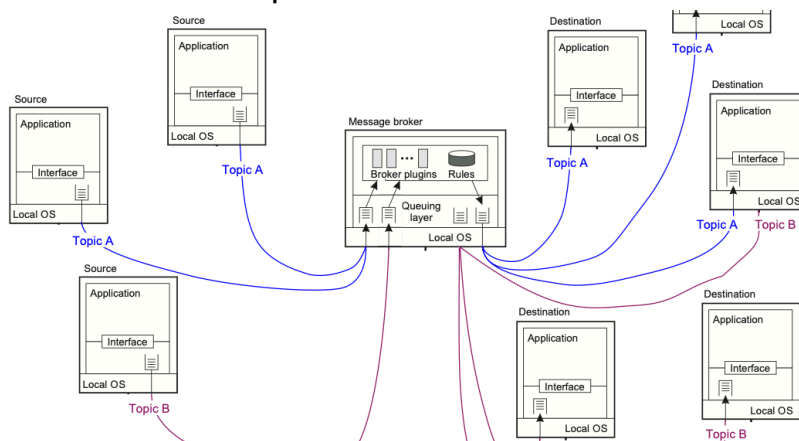 Source
Application
Interface
Local OS
Topic A
Source
Application
Interface
Local OS
Topic A
Source
Application
Interface
Local OS
Topic B
Message broker
Broker plugins
Rules
Queuing
layer
Local OS
Destination
Application
Interface
Local OS
Topic A
Local OS
Topic A
Destination
Application
Interface
Local OS
Topic A
Topic B
Destination
Application
Interface
Local OS
Destination
Application
Interface
Local OS
Topic B